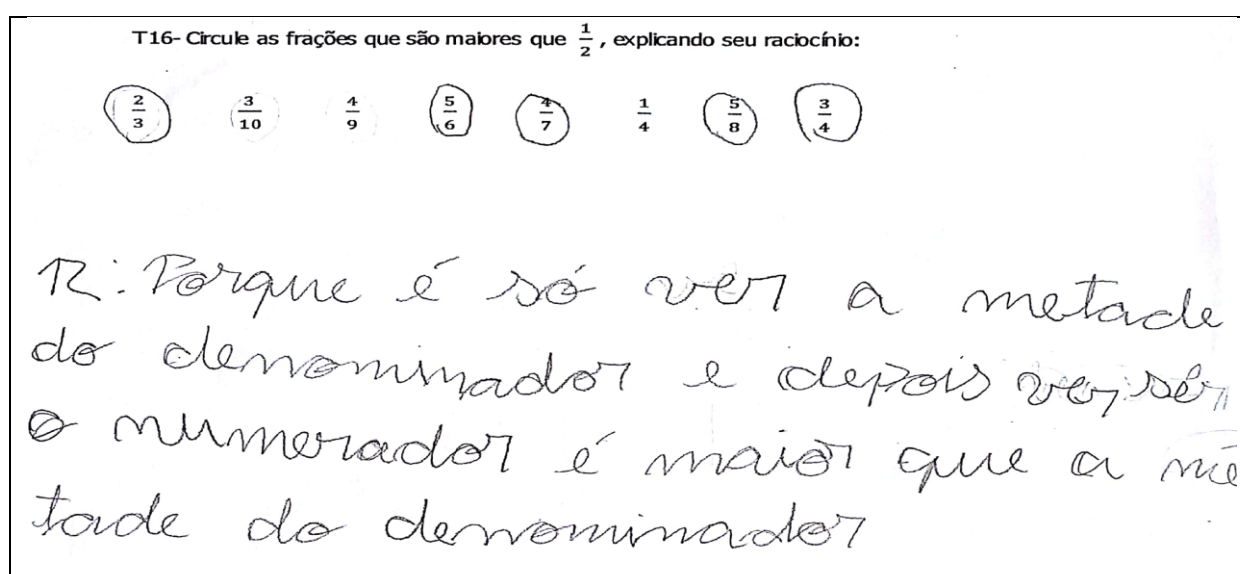 T16- Circule as frações que são maiores que 1/2 , explicando seu raciocínio:
2/3 3/10 4/9 5/6 4/7 1/4 5/8 3/4
R: Porque é só ver a metade
do denominador e depois ver sér
o numerador é maior que a me
tade do denominador